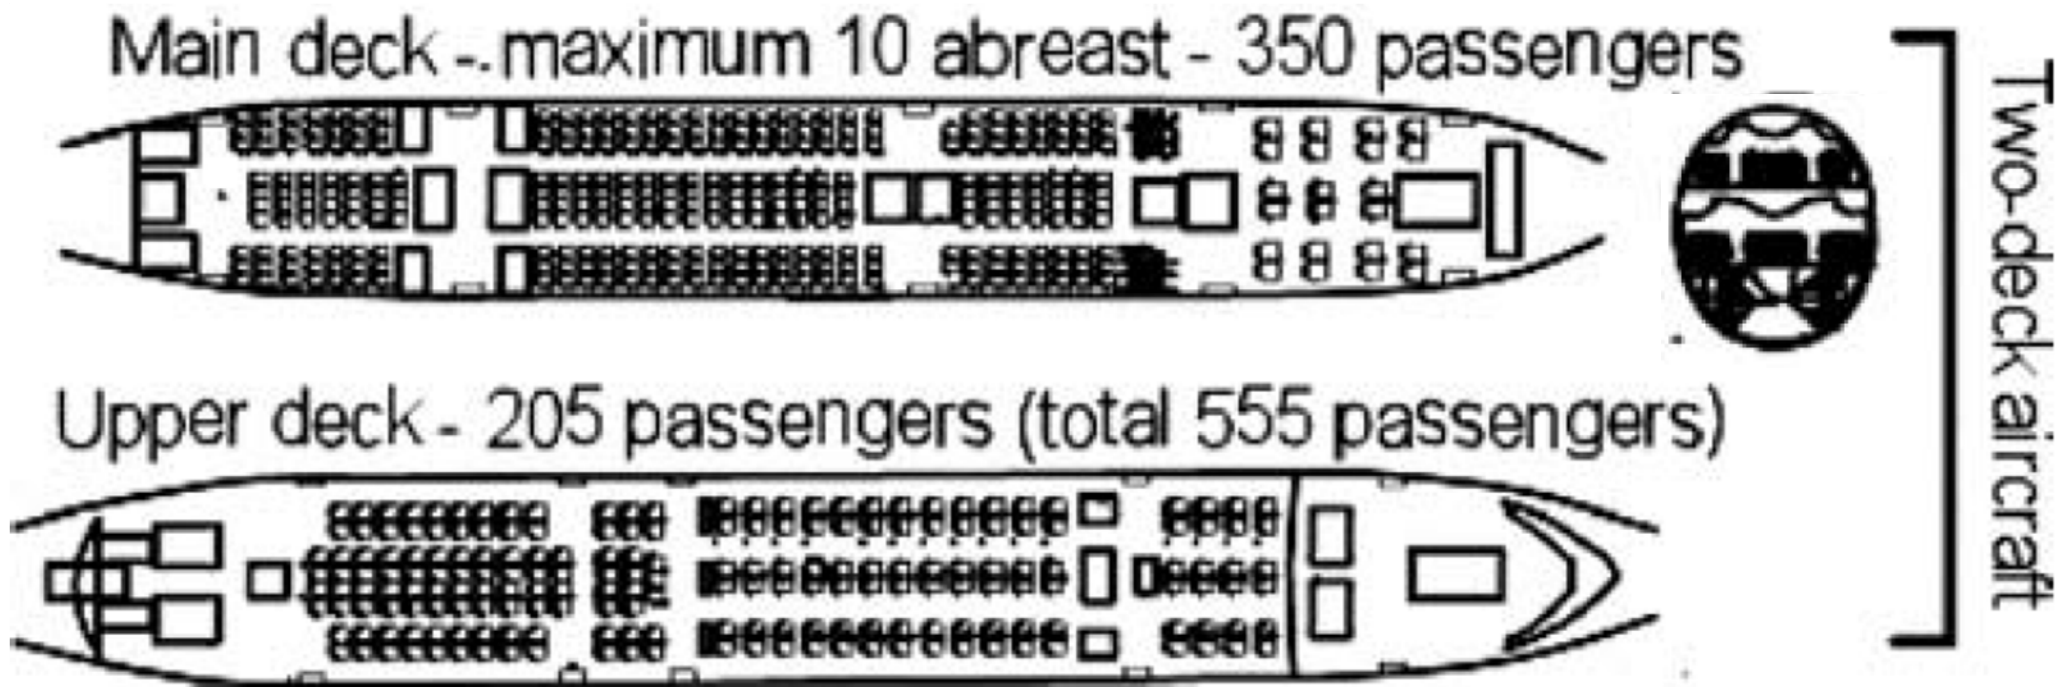 Main deck - maximum 10 abreast - 350 passengers
Upper deck - 205 passengers (total 555 passengers)
Two-deck aircraft